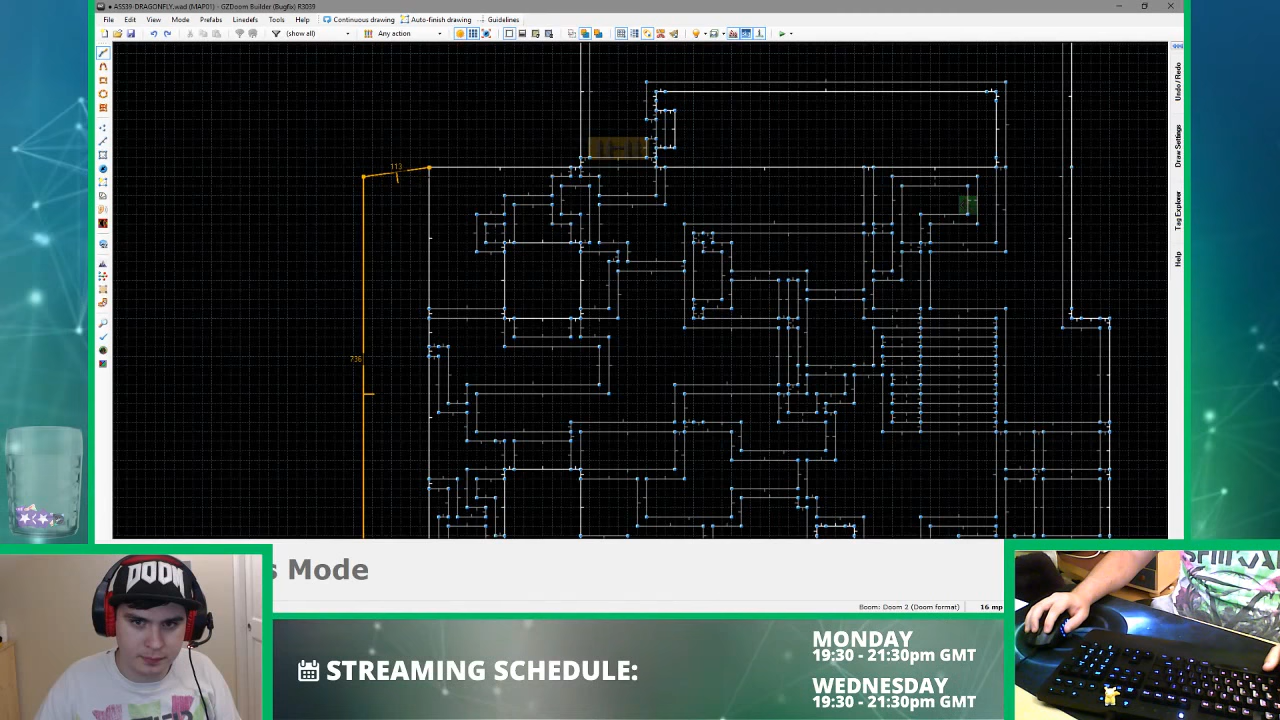 ASS39-DRAGONFLY.wad (MAP01) - GZDoom Builder (Bugfix) R3039
File Edit View Mode Prefabs Linedefs Tools Help Continuous drawing Auto-finish drawing Guidelines
(show all) Any action
Undo / Redo
Draw Settings
Tag Explorer
Help
113
736
s Mode
Boom: Doom 2 (Doom format) 16 mp
DOOM
STREAMING SCHEDULE:
MONDAY
19:30 - 21:30pm GMT
WEDNESDAY
19:30 - 21:30pm GMT